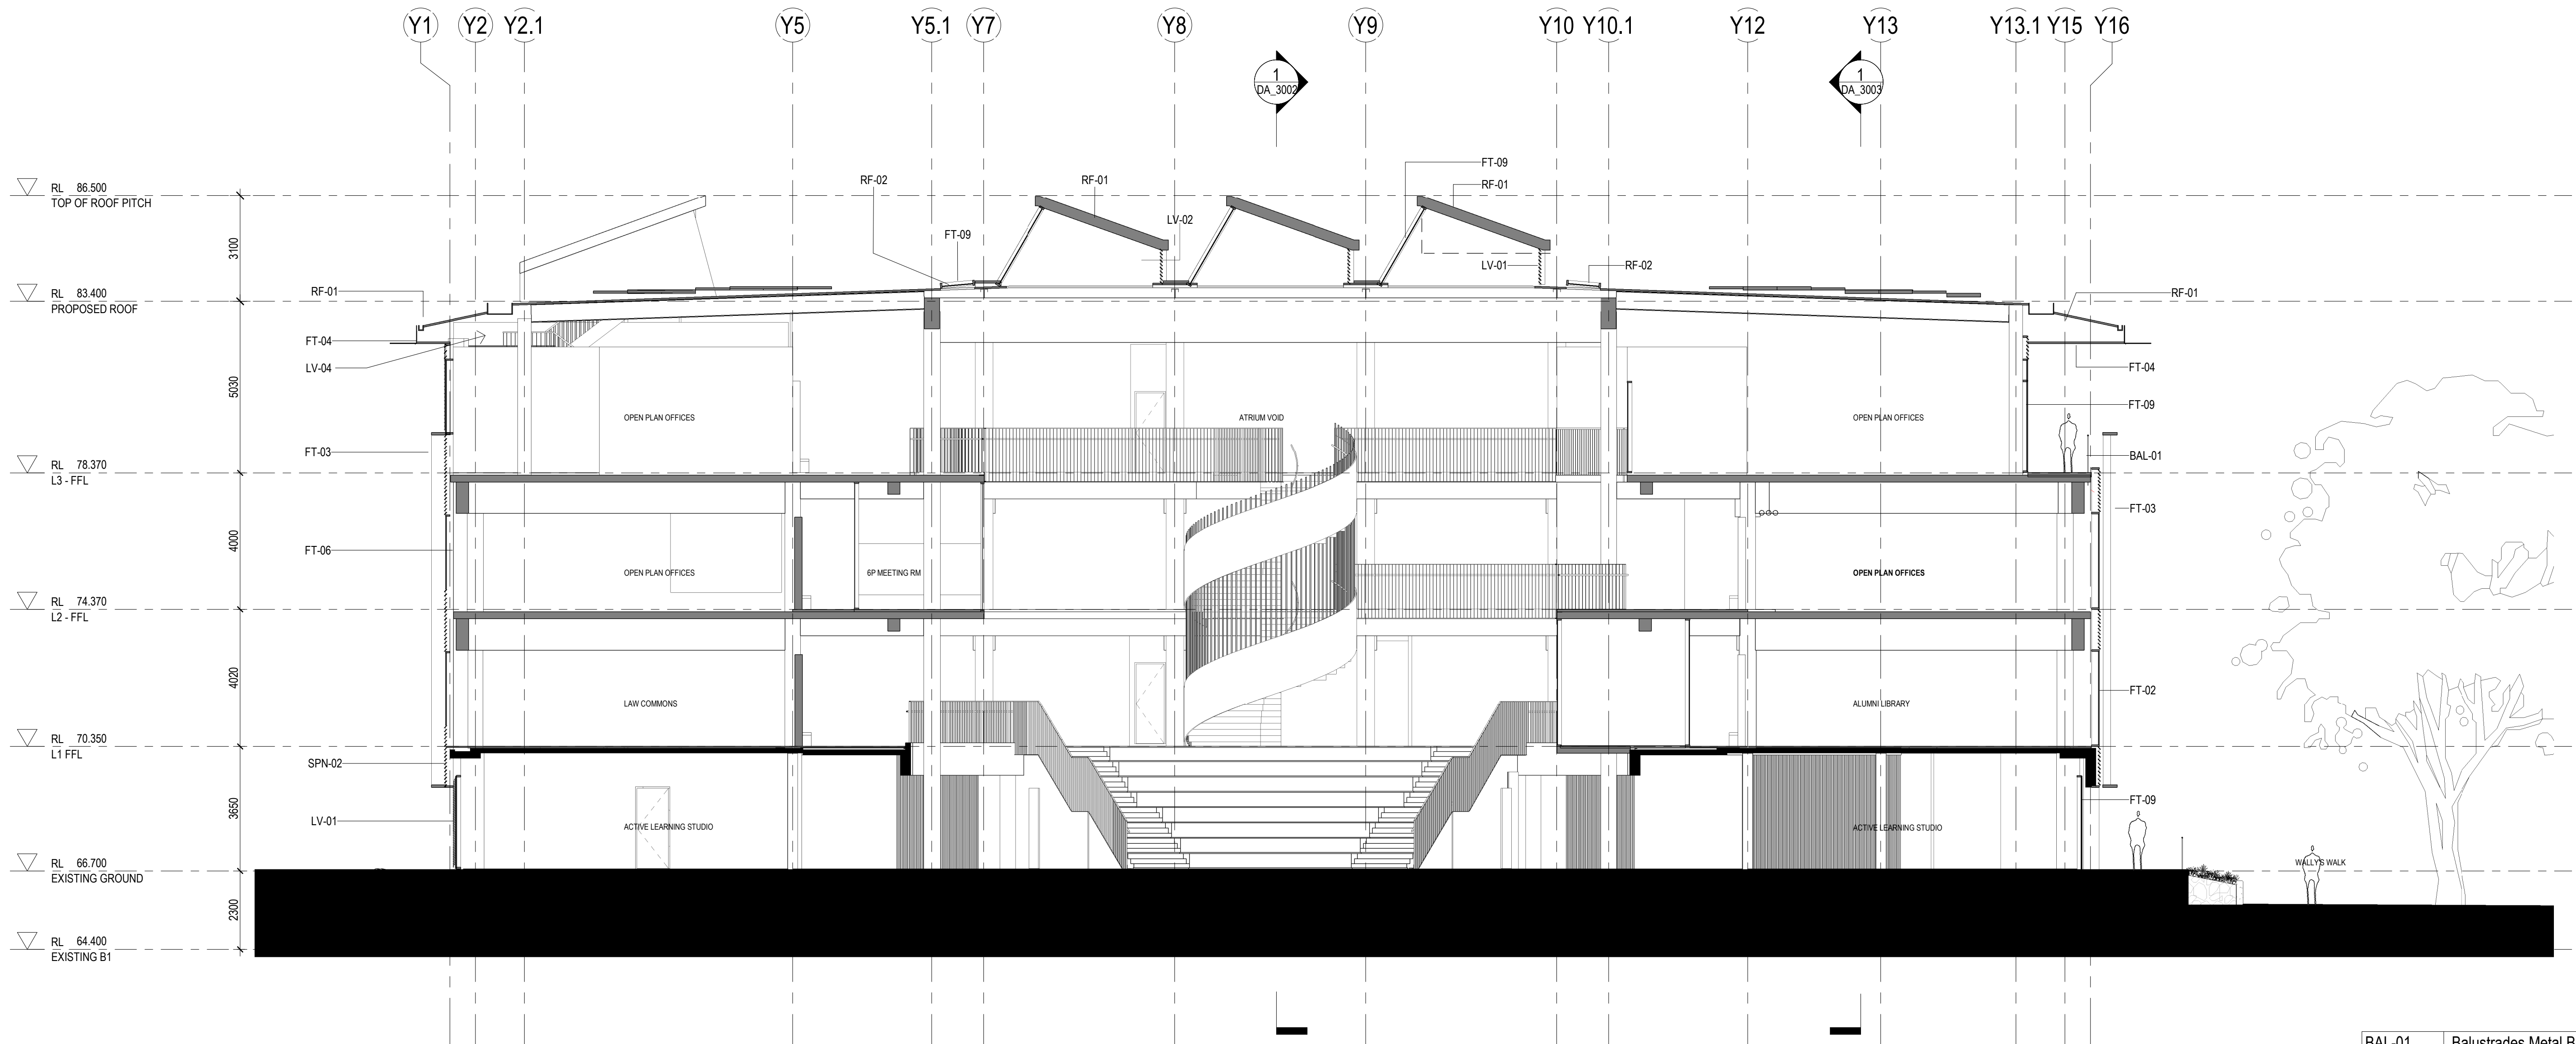 Y1 Y2 Y2.1 Y5 Y5.1 Y7 Y8 Y9 Y10 Y10.1 Y12 Y13 Y13.1 Y15 Y16
1
DA_3002
1
DA_3003
RL 86.500
TOP OF ROOF PITCH
3100
RL 83.400
PROPOSED ROOF
5030
RL 78.370
L3 - FFL
4000
RL 74.370
L2 - FFL
4020
RL 70.350
L1 FFL
3650
RL 66.700
EXISTING GROUND
2300
RL 64.400
EXISTING B1
RF-01
FT-04
LV-04
FT-03
FT-06
SPN-02
LV-01
RF-02
FT-09
RF-01
LV-02
FT-09
RF-01
LV-01
RF-02
RF-01
FT-04
FT-09
BAL-01
FT-03
FT-02
FT-09
OPEN PLAN OFFICES
ATRIUM VOID
OPEN PLAN OFFICES
OPEN PLAN OFFICES
6P MEETING RM
OPEN PLAN OFFICES
LAW COMMONS
ALUMNI LIBRARY
ACTIVE LEARNING STUDIO
ACTIVE LEARNING STUDIO
WALLY'S WALK
BAL-01 Balustrades Metal